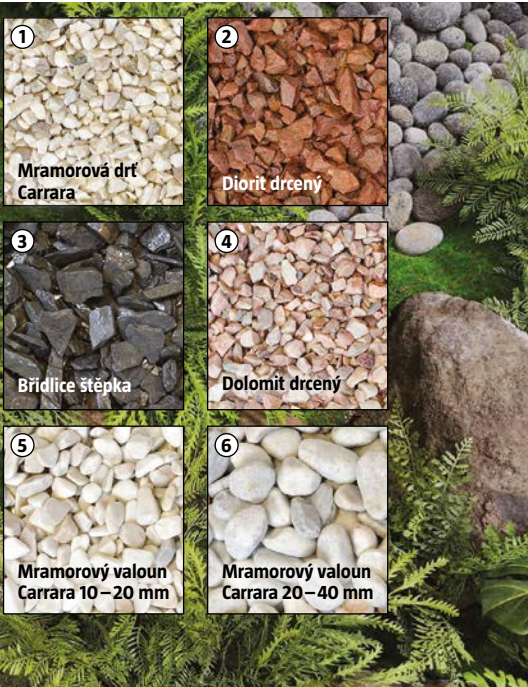 1
Mramorová drť
Carrara
2
Diorit drcený
3
Břidlice štěpka
4
Dolomit drcený
5
Mramorový valoun
Carrara 10–20 mm
6
Mramorový valoun
Carrara 20–40 mm